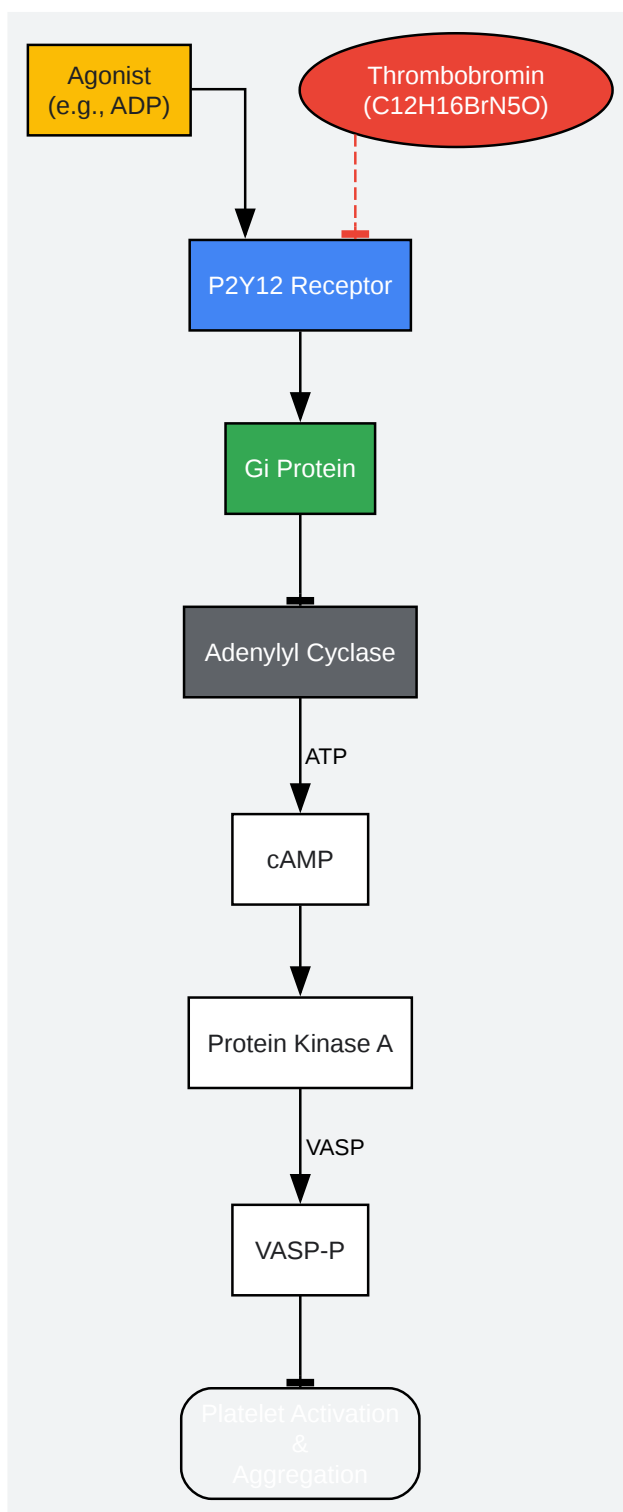 Agonist
(e.g., ADP)
Thrombobromin
(C12H16BrN5O)
P2Y12 Receptor
Gi Protein
Adenylyl Cyclase
ATP
cAMP
Protein Kinase A
VASP
VASP-P
Platelet Activation
&
Aggregation